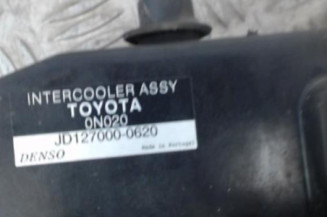 INTERCOOLER ASSY
TOYOTA
0N020
JD127000-0620
DENSO Made in Portugal